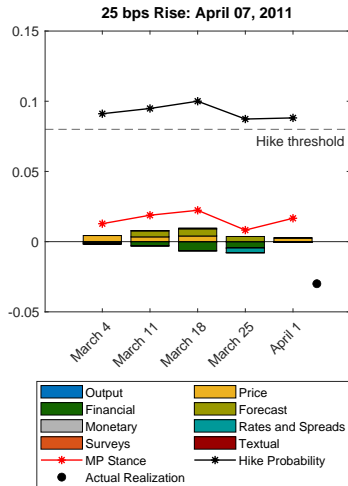 25 bps Rise: April 07, 2011
0.15
0.1
Hike threshold
0.05
0
-0.05
March 4
March 11
March 18
March 25
April 1
Output Price
Financial Forecast
Monetary Rates and Spreads
Surveys Textual
MP Stance Hike Probability
Actual Realization